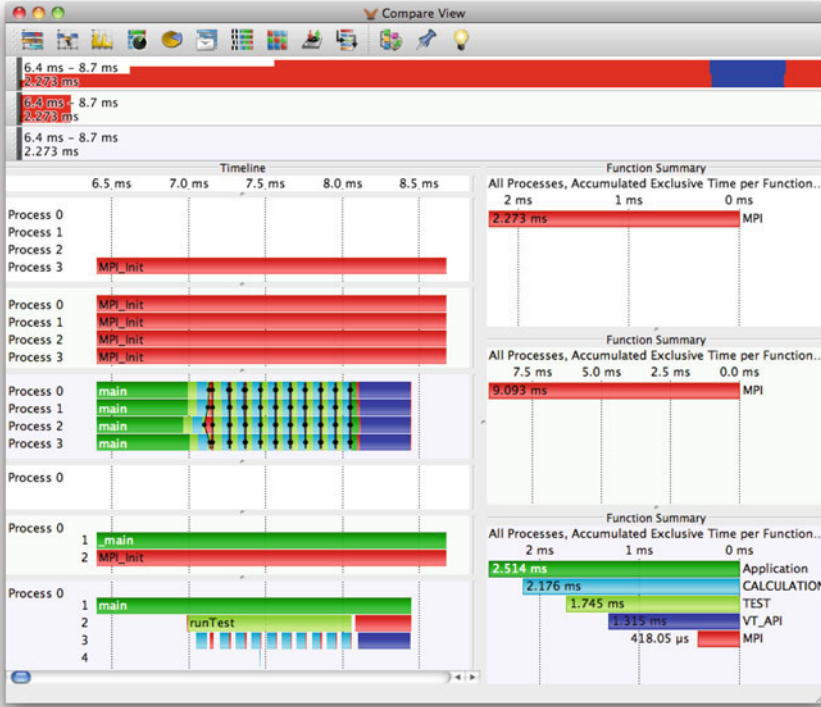 Compare View
6.4 ms - 8.7 ms
2.273 ms
6.4 ms - 8.7 ms
2.273 ms
6.4 ms - 8.7 ms
2.273 ms
Timeline
6.5 ms 7.0 ms 7.5 ms 8.0 ms 8.5 ms
Process 0
Process 1
Process 2
Process 3 MPI_Init
Process 0 MPI_Init
Process 1 MPI_Init
Process 2 MPI_Init
Process 3 MPI_Init
Process 0 main
Process 1 main
Process 2 main
Process 3 main
Process 0
Process 0
1 _main
2 MPI_Init
Process 0
1 main
2 runTest
3
4
Function Summary
All Processes, Accumulated Exclusive Time per Function...
2 ms 1 ms 0 ms
2.273 ms MPI
Function Summary
All Processes, Accumulated Exclusive Time per Function...
7.5 ms 5.0 ms 2.5 ms 0.0 ms
9.093 ms MPI
Function Summary
All Processes, Accumulated Exclusive Time per Function...
2 ms 1 ms 0 ms
2.514 ms Application
2.176 ms CALCULATION
1.745 ms TEST
1.315 ms VT_API
418.05 µs MPI